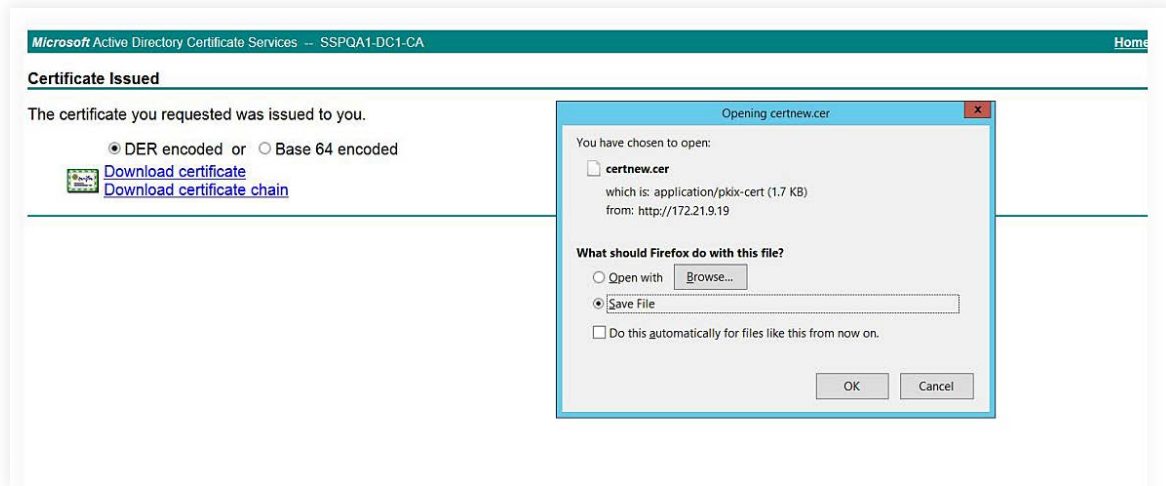 Microsoft Active Directory Certificate Services -- SSPQA1-DC1-CA Home
Certificate Issued
The certificate you requested was issued to you.
DER encoded or Base 64 encoded
Download certificate
Download certificate chain
Opening certnew.cer x
You have chosen to open:
certnew.cer
which is: application/pkix-cert (1.7 KB)
from: http://172.21.9.19
What should Firefox do with this file?
Open with Browse...
Save File
Do this automatically for files like this from now on.
OK Cancel